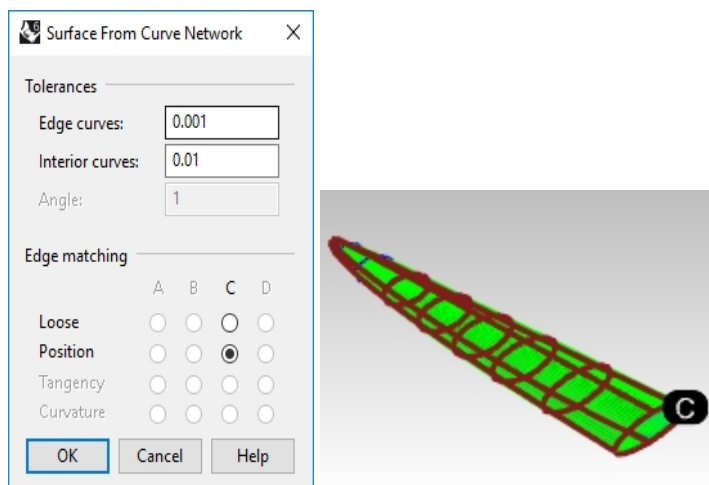 Surface From Curve Network
Tolerances
Edge curves: 0.001
Interior curves: 0.01
Angle: 1
Edge matching
A B C D
Loose
Position
Tangency
Curvature
OK Cancel Help
C